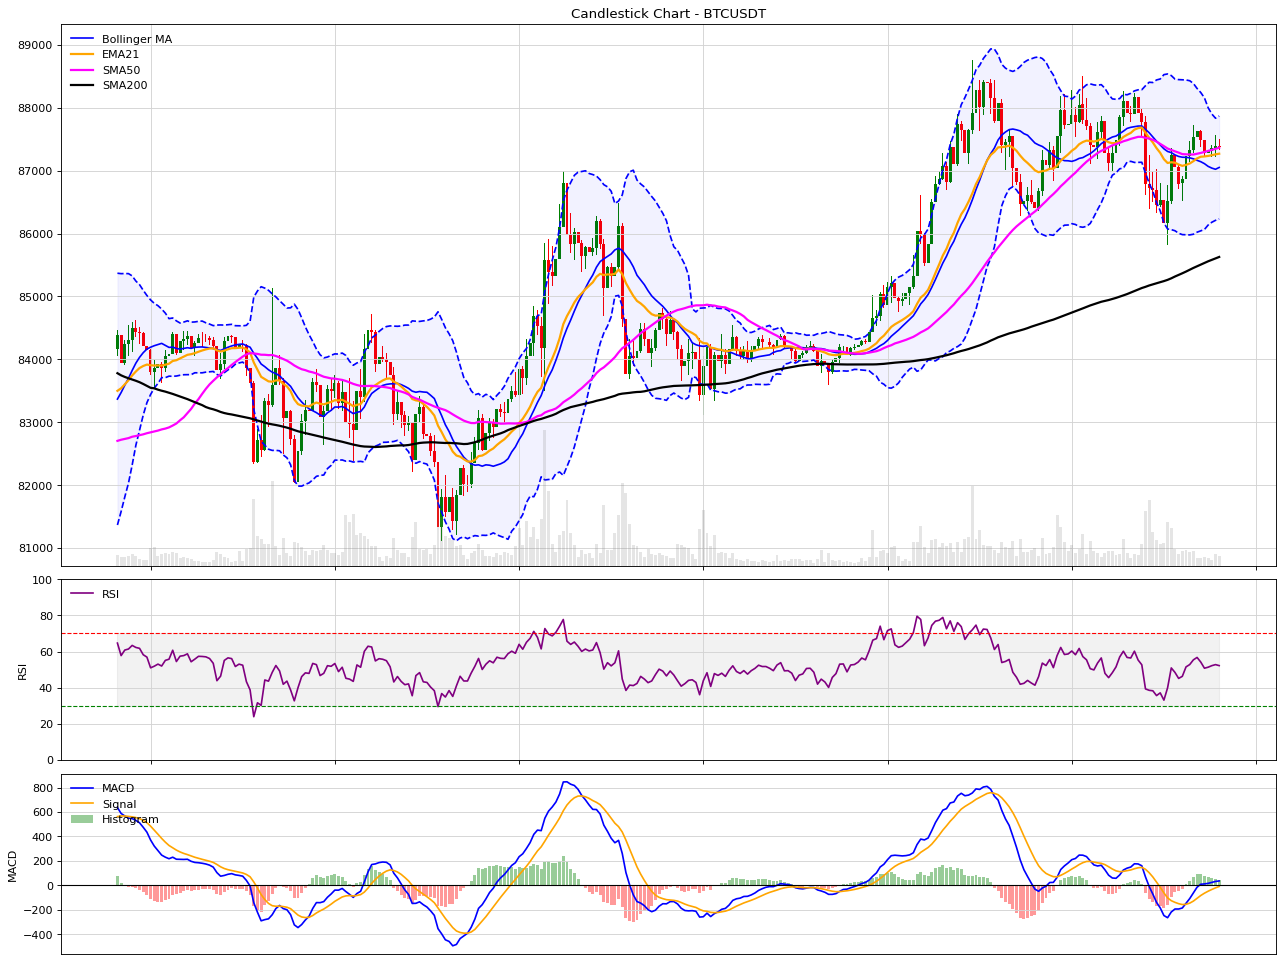 Candlestick Chart - BTCUSDT
Bollinger MA
EMA21
SMA50
SMA200
89000
88000
87000
86000
85000
84000
83000
82000
81000
RSI
RSI
100
80
60
40
20
0
MACD
Signal
Histogram
MACD
800
600
400
200
0
−200
−400